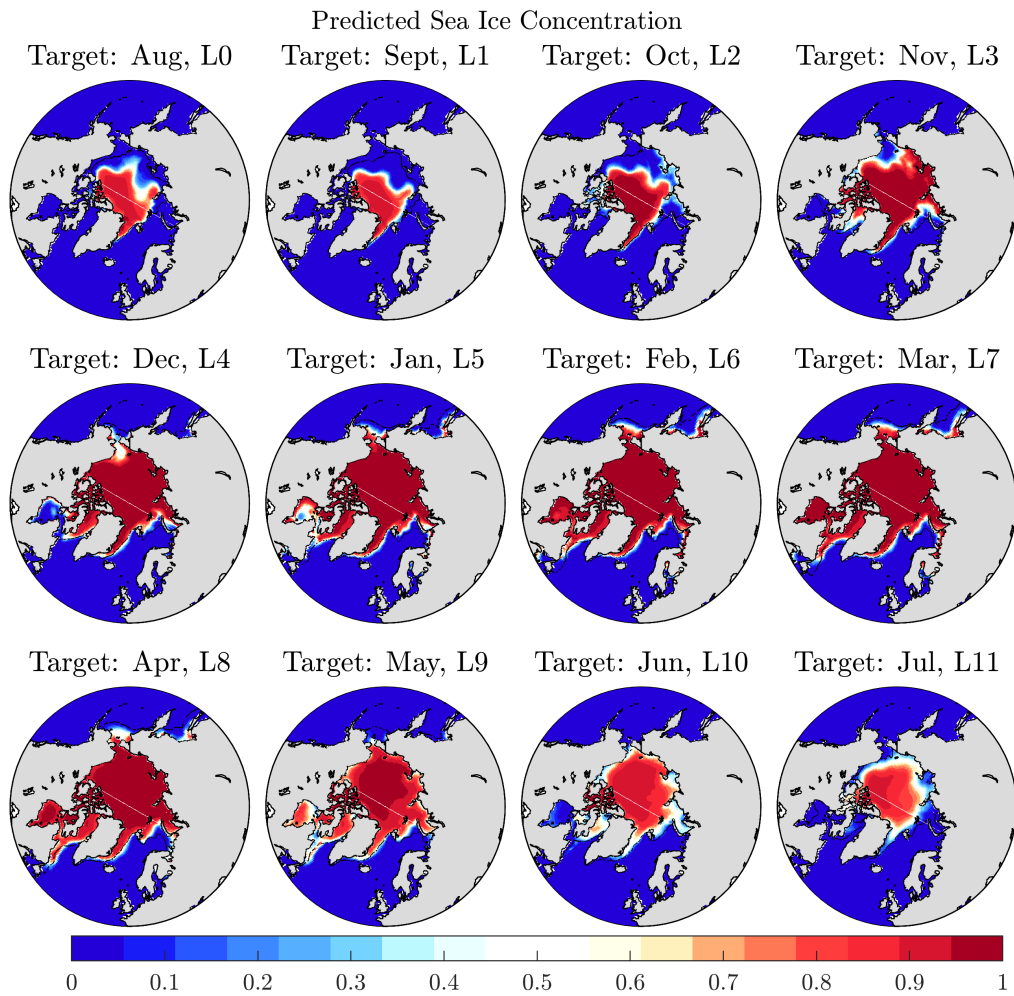 Predicted Sea Ice Concentration
Target: Aug, L0 Target: Sept, L1 Target: Oct, L2 Target: Nov, L3
Target: Dec, L4 Target: Jan, L5 Target: Feb, L6 Target: Mar, L7
Target: Apr, L8 Target: May, L9 Target: Jun, L10 Target: Jul, L11
0 0.1 0.2 0.3 0.4 0.5 0.6 0.7 0.8 0.9 1